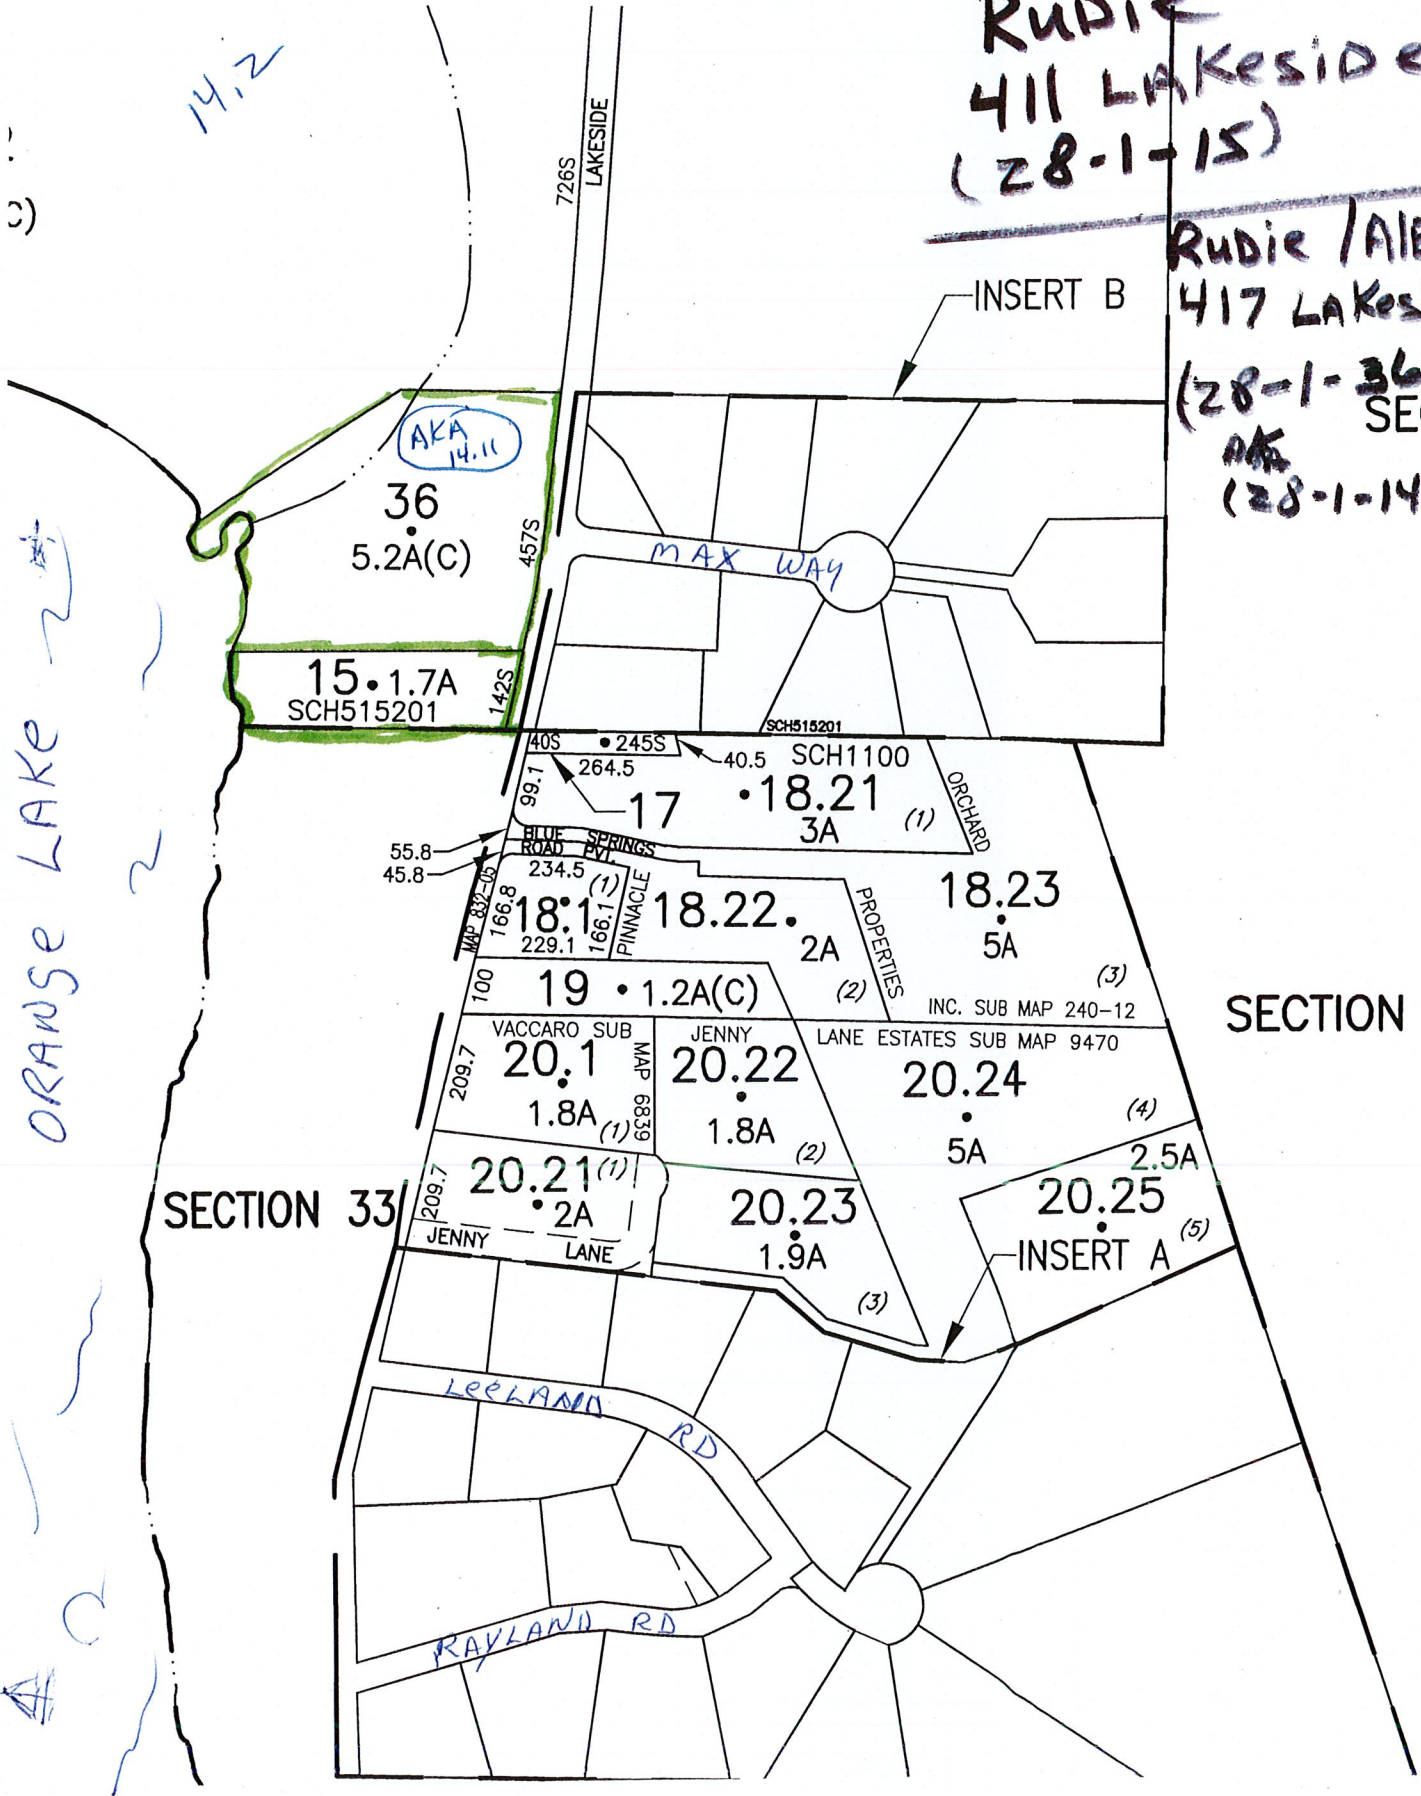 14.2
RuDie
411 LAKesiDe
(28-1-15)
C)
726S
LAKESIDE
RuDie /AlB
417 LAKes
(28-1-36
SE
AKA
(28-1-14
INSERT B
AKA
14.11
36
5.2A(C)
457S
MAX WAY
15 1.7A
SCH515201
142S
SCH515201
40S 245S
40.5
SCH1100
264.5
99.1
17
18.21
3A
(1)
ORCHARD
55.8
45.8
BLUE SPRINGS
ROAD PVT.
234.5
(1)
MAP 832-05
166.8
18.1
166.1
229.1
PINNACLE
18.22
2A
(2)
PROPERTIES
18.23
5A
(3)
100
19 1.2A(C)
INC. SUB MAP 240-12
SECTION
ORANGE LAKE
VACCARO SUB
MAP 6839
JENNY
LANE ESTATES SUB MAP 9470
209.7
20.1
1.8A
(1)
20.22
1.8A
(2)
20.24
5A
(4)
SECTION 33
209.7
20.21
(1)
2A
JENNY LANE
20.23
1.9A
(3)
2.5A
20.25
(5)
INSERT A
LeeLAND RD
RAYLAND RD